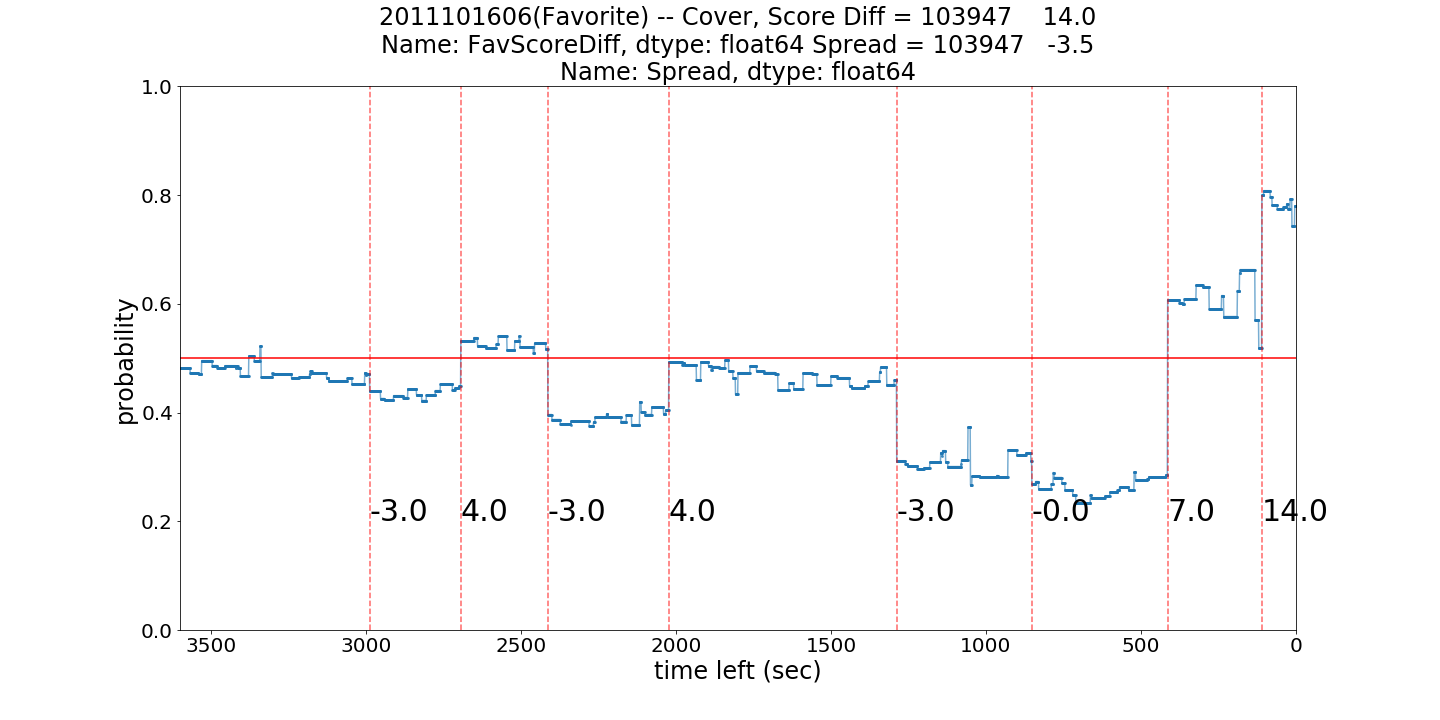 2011101606(Favorite) -- Cover, Score Diff = 103947    14.0
Name: FavScoreDiff, dtype: float64 Spread = 103947   -3.5
Name: Spread, dtype: float64
1.0
0.8
0.6
0.4
0.2
0.0
probability
-3.0 4.0 -3.0 4.0 -3.0 -0.0 7.0 14.0
3500 3000 2500 2000 1500 1000 500 0
time left (sec)